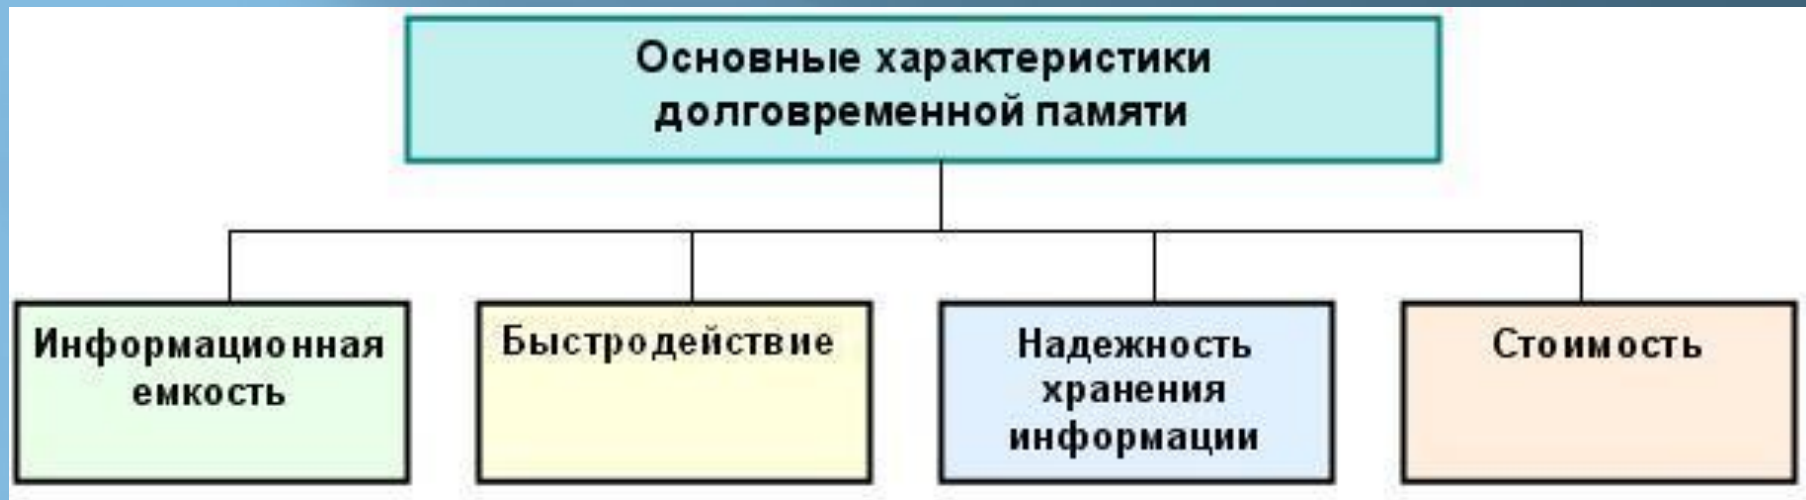 Основные характеристики
долговременной памяти
Информационная
емкость
Быстродействие
Надежность
хранения
информации
Стоимость